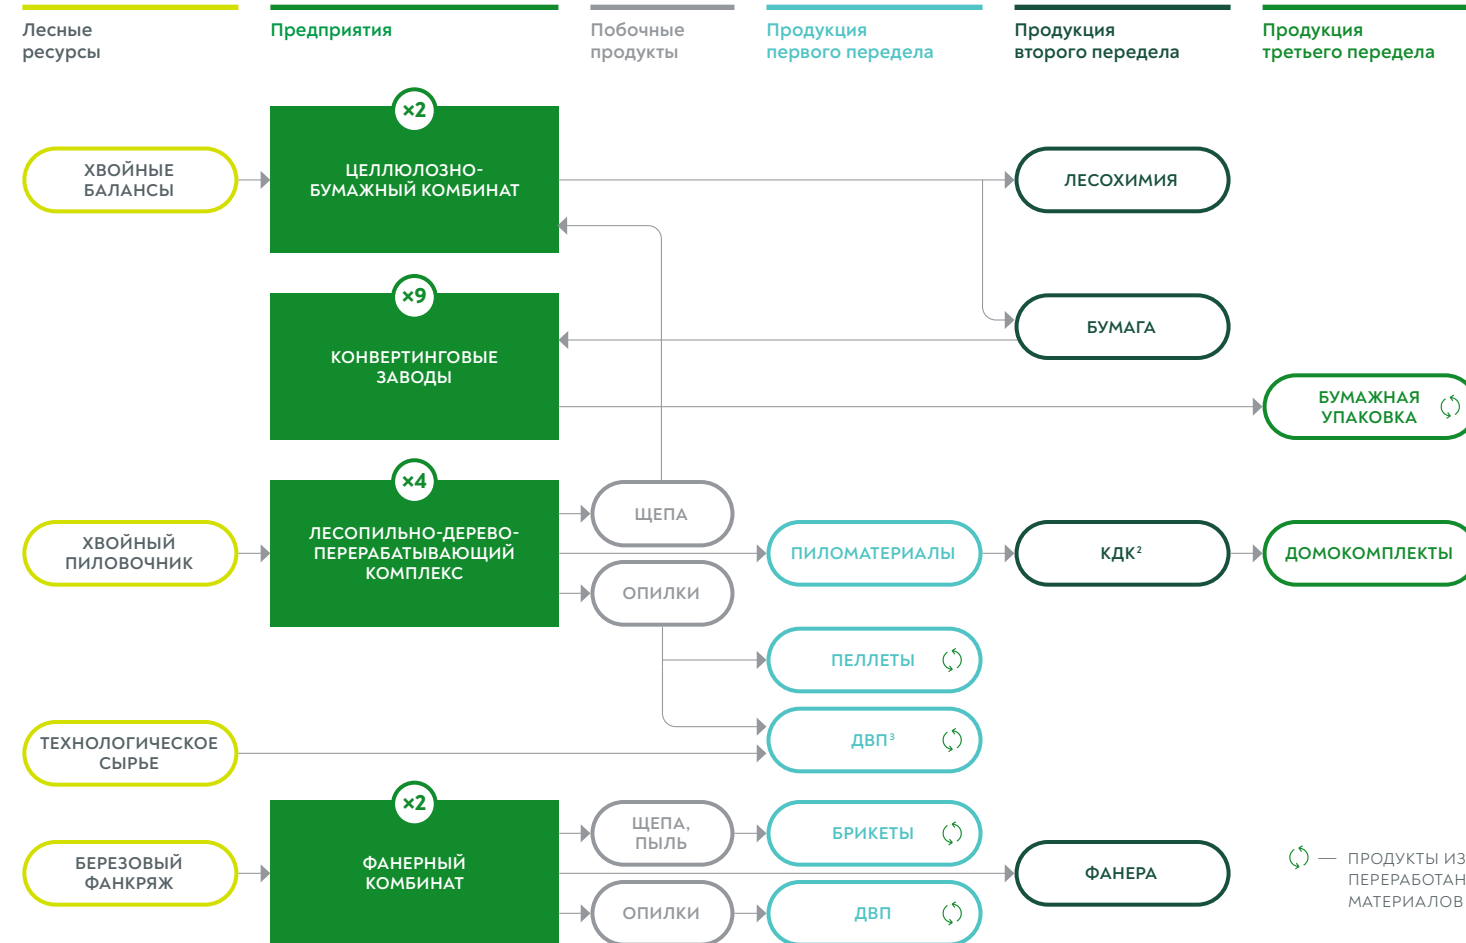 Лесные
ресурсы
Предприятия
Побочные
продукты
Продукция
первого передела
Продукция
второго передела
Продукция
третьего передела
×2
ХВОЙНЫЕ
БАЛАНСЫ
ЦЕЛЛЮЛОЗНО-
БУМАЖНЫЙ КОМБИНАТ
ЛЕСОХИМИЯ
×9
КОНВЕРТИНГОВЫЕ
ЗАВОДЫ
БУМАГА
БУМАЖНАЯ
УПАКОВКА
×4
ХВОЙНЫЙ
ПИЛОВОЧНИК
ЛЕСОПИЛЬНО-ДЕРЕВО-
ПЕРЕРАБАТЫВАЮЩИЙ
КОМПЛЕКС
ЩЕПА
ОПИЛКИ
ПИЛОМАТЕРИАЛЫ
КДК²
ДОМОКОМПЛЕКТЫ
ПЕЛЛЕТЫ
ТЕХНОЛОГИЧЕСКОЕ
СЫРЬЕ
ДВП³
×2
БЕРЕЗОВЫЙ
ФАНКРЯЖ
ФАНЕРНЫЙ
КОМБИНАТ
ЩЕПА,
ПЫЛЬ
БРИКЕТЫ
ФАНЕРА
ОПИЛКИ
ДВП
— ПРОДУКТЫ ИЗ
ПЕРЕРАБОТАН
МАТЕРИАЛОВ